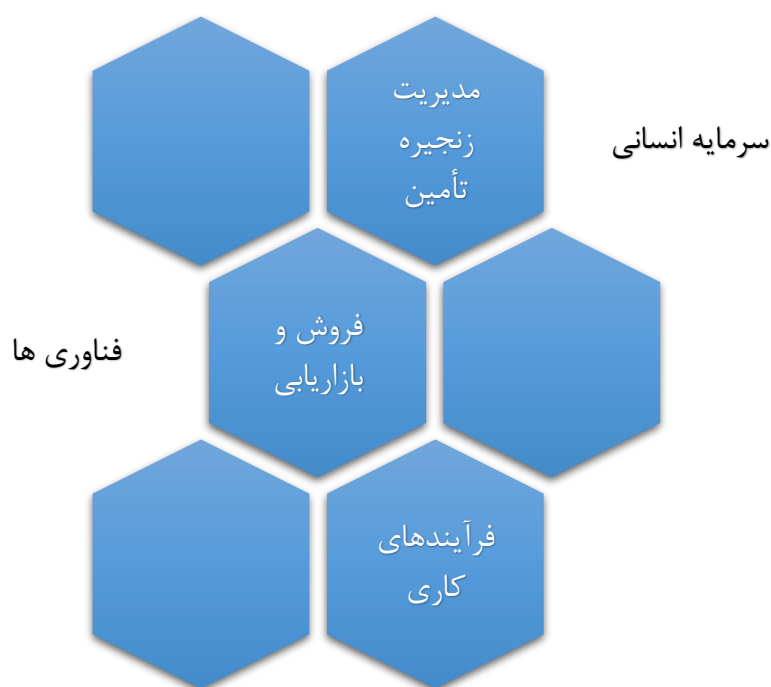 مدیریت
زنجیره
تأمین
سرمایه انسانی
فروش و
بازاریابی
فناوری ها
فرآیندهای
کاری